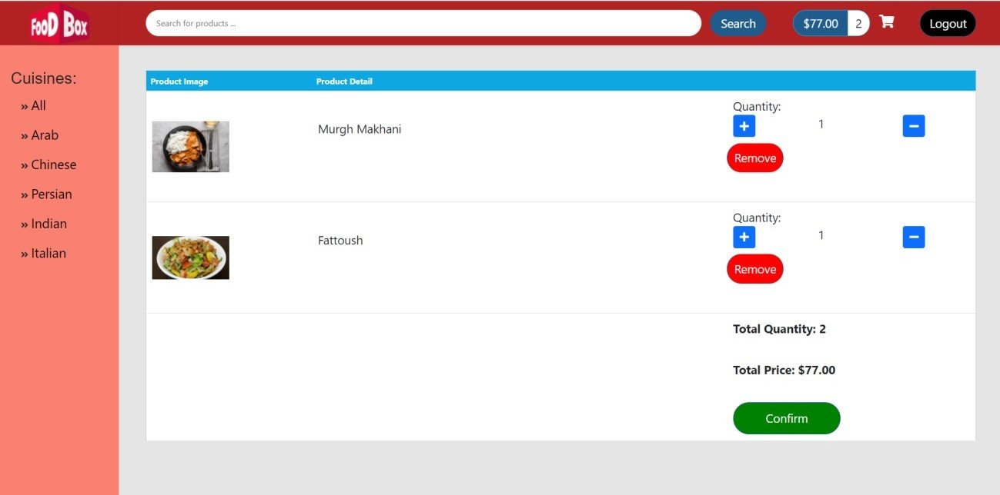 FooD Box
Search for products ...
Search
$77.00
2
Logout
Cuisines:
» All
» Arab
» Chinese
» Persian
» Indian
» Italian
Product Image
Product Detail
Murgh Makhani
Quantity:
+
1
−
Remove
Fattoush
Quantity:
+
1
−
Remove
Total Quantity: 2
Total Price: $77.00
Confirm